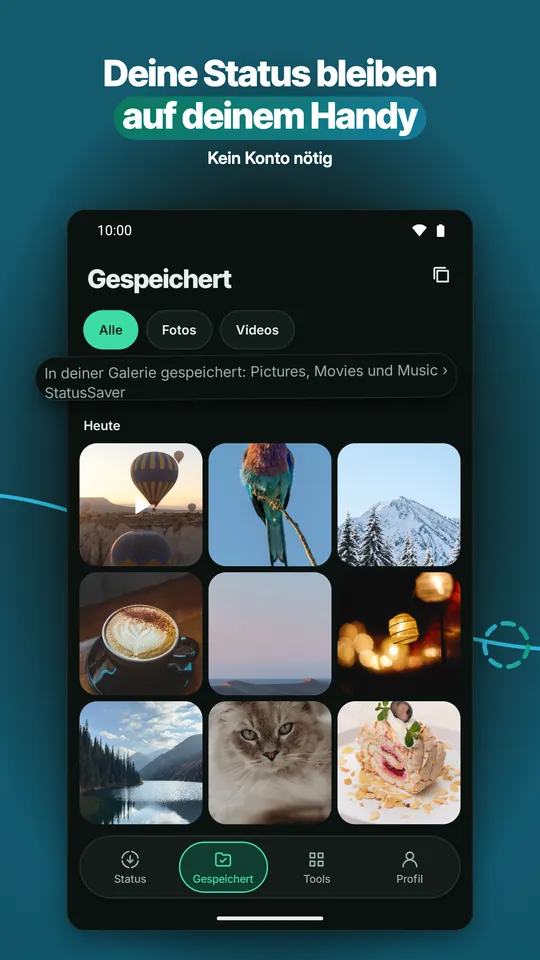 Deine Status bleiben
auf deinem Handy
Kein Konto nötig
10:00
Gespeichert
Alle
Fotos
Videos
In deiner Galerie gespeichert: Pictures, Movies und Music ›
StatusSaver
Heute
Status
Gespeichert
Tools
Profil